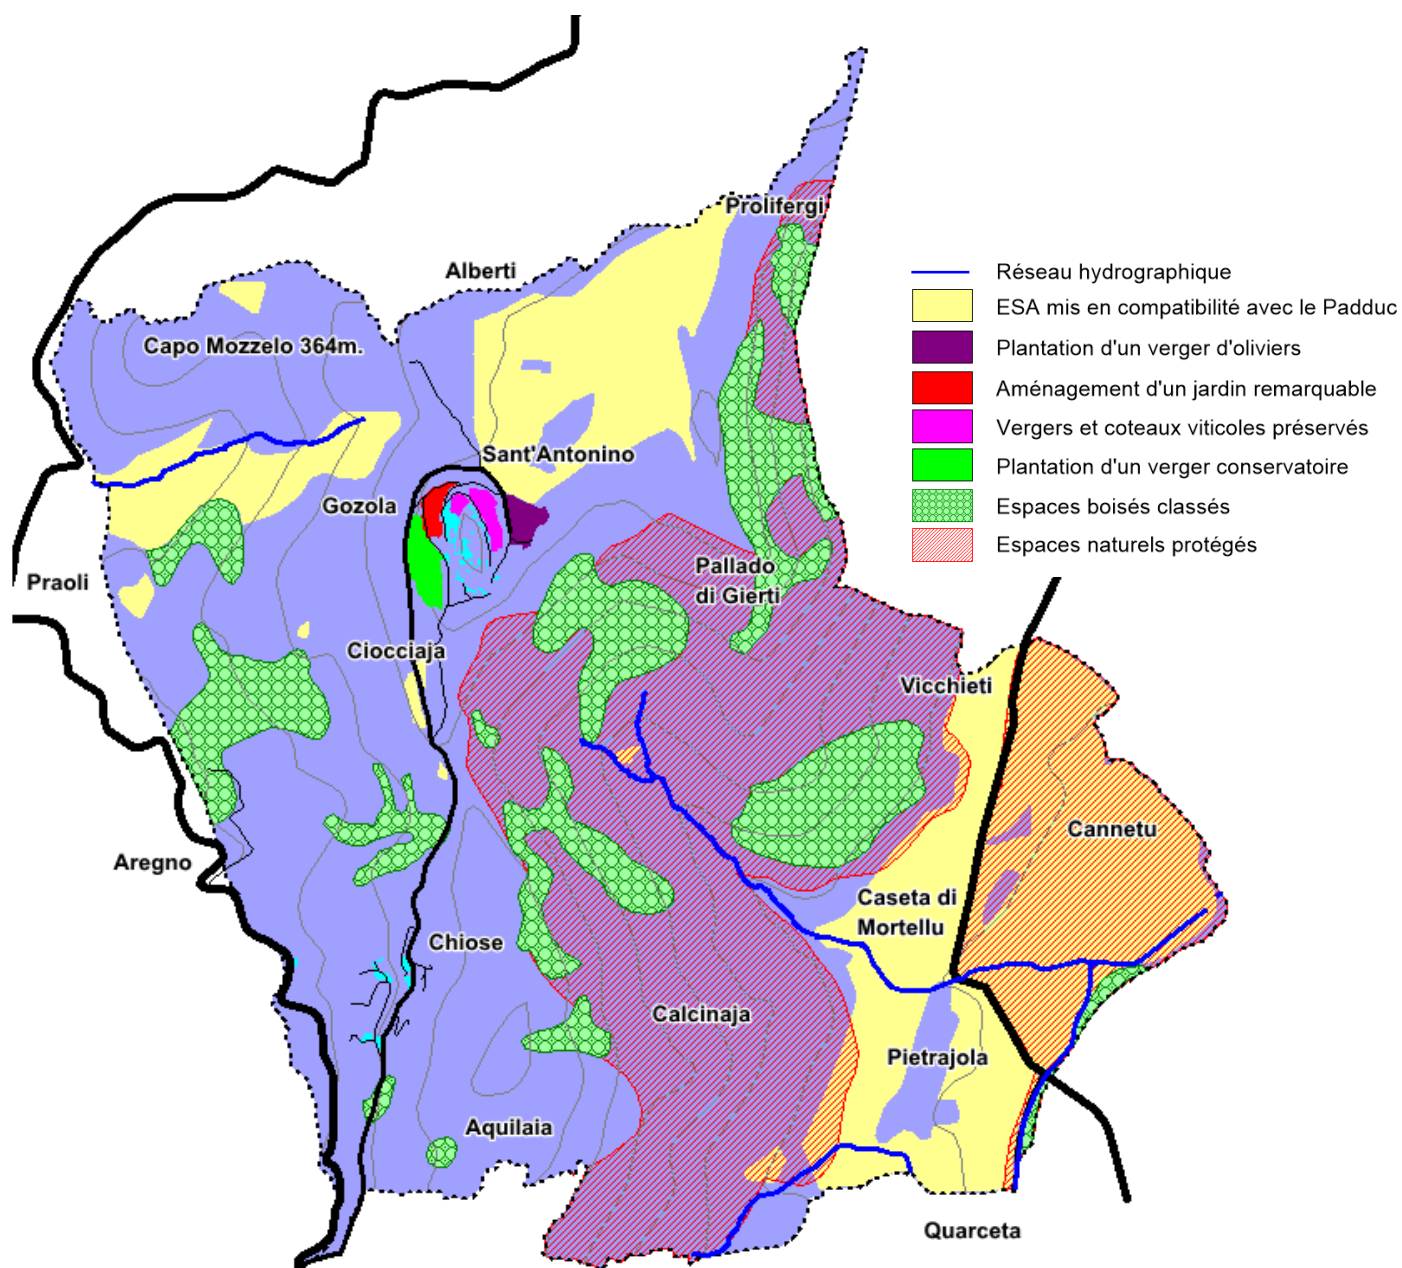 Prolifergi
Alberti
Réseau hydrographique
ESA mis en compatibilité avec le Padduc
Capo Mozzelo 364m.
Plantation d'un verger d'oliviers
Aménagement d'un jardin remarquable
Vergers et coteaux viticoles préservés
Sant'Antonino
Plantation d'un verger conservatoire
Gozola
Espaces boisés classés
Espaces naturels protégés
Pallado
di Gierti
Praoli
Ciocciaja
Vicchieti
Cannetu
Aregno
Caseta di
Mortellu
Chiose
Calcinaja
Pietrajola
Aquilaia
Quarceta